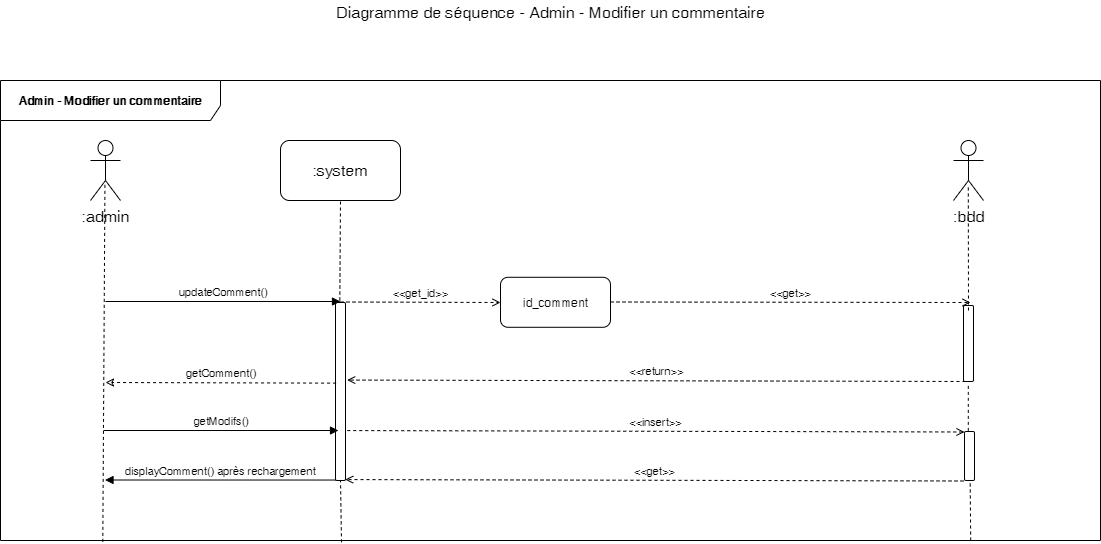 Diagramme de séquence - Admin - Modifier un commentaire
Admin - Modifier un commentaire
:system
:admin
:bdd
updateComment()
<<get_id>>
id_comment
<<get>>
getComment()
<<return>>
getModifs()
<<insert>>
displayComment() après rechargement
<<get>>